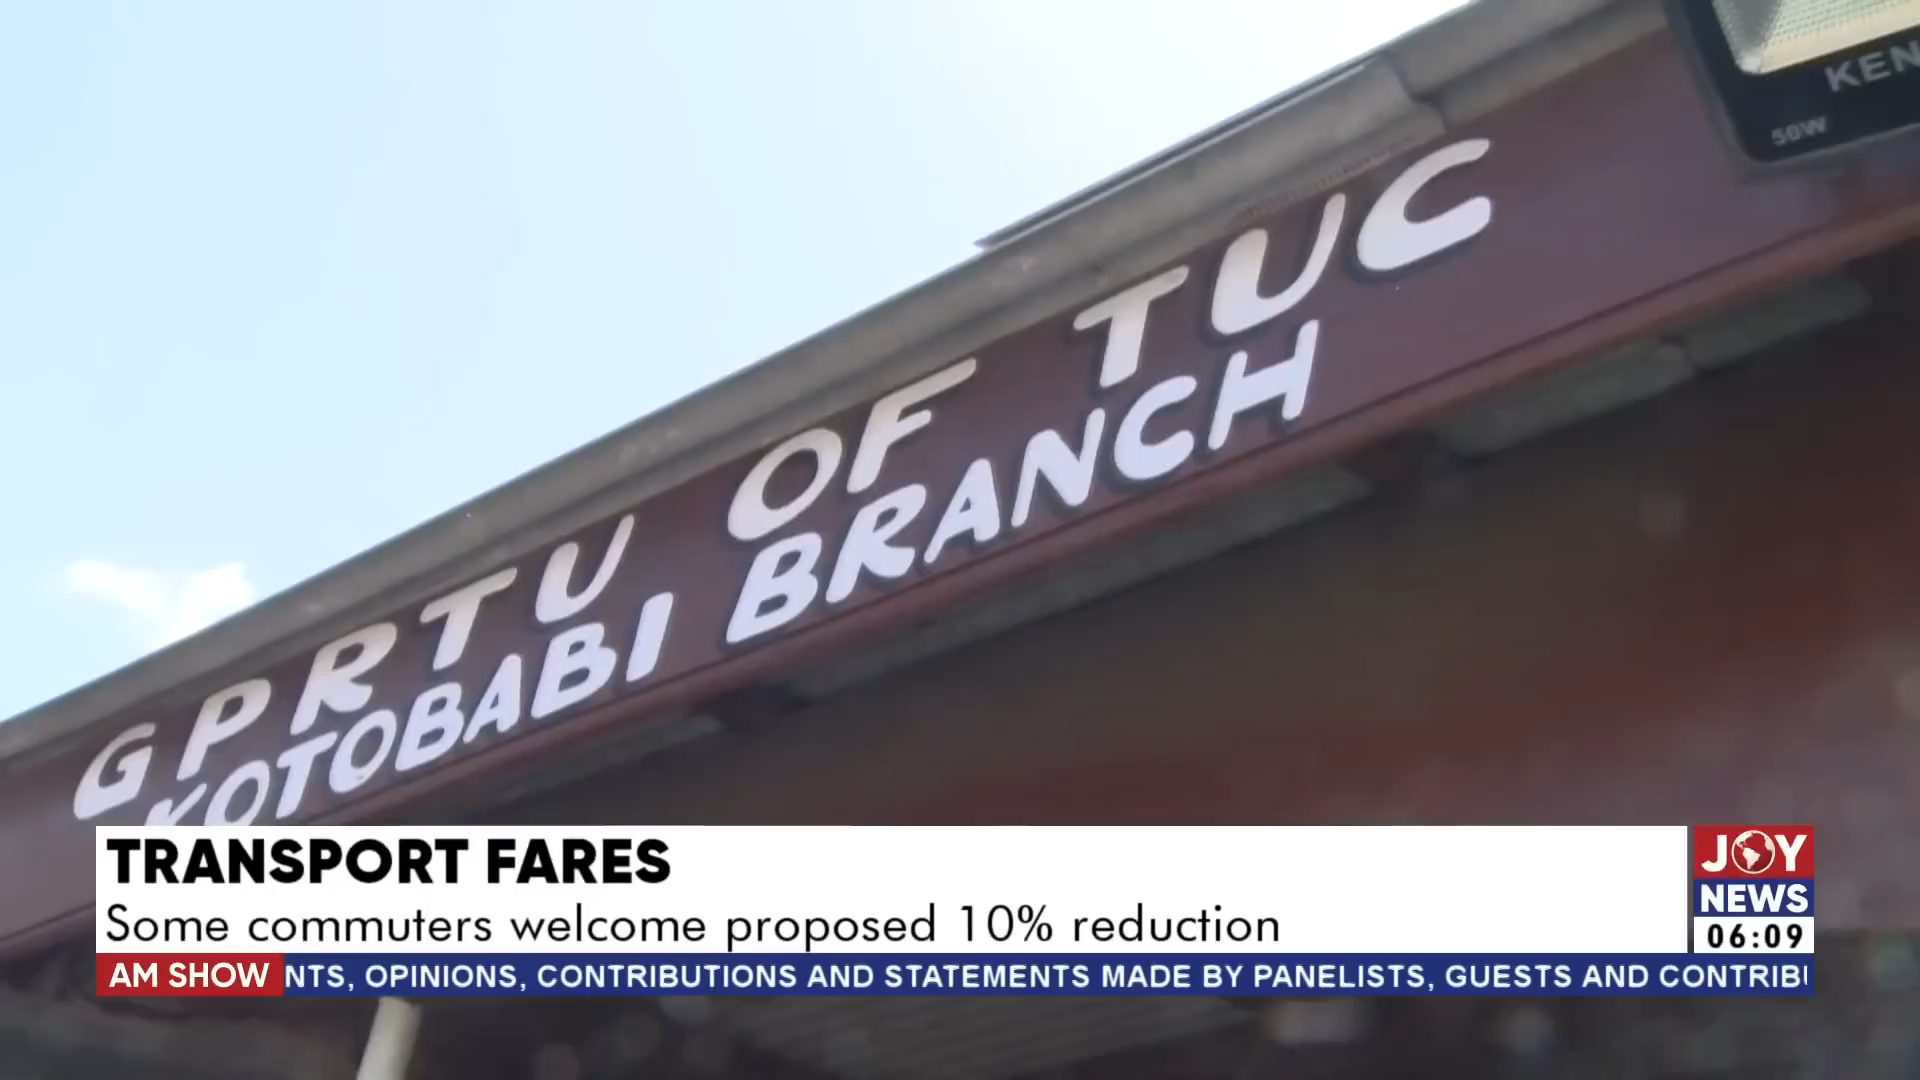 KEN
50W
GPRTU OF TUC
KOTOBABI BRANCH
TRANSPORT FARES
Some commuters welcome proposed 10% reduction
JOY
NEWS
06:09
AM SHOW
NTS, OPINIONS, CONTRIBUTIONS AND STATEMENTS MADE BY PANELISTS, GUESTS AND CONTRIB